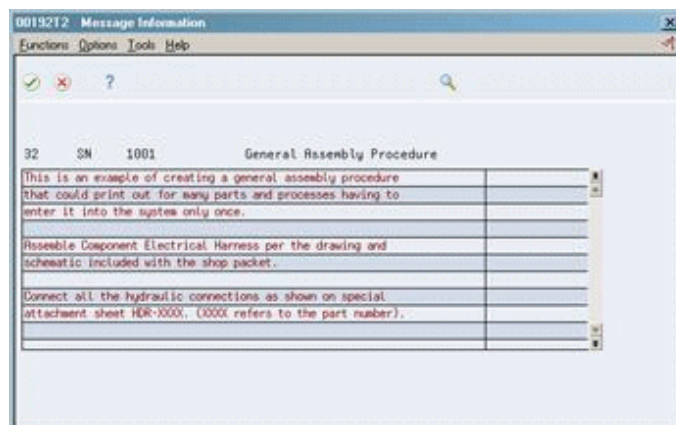 00192T2 Message Information
Functions Options Tools Help
?
32 SN 1001 General Assembly Procedure
This is an example of creating a general assembly procedure
that could print out for many parts and processes having to
enter it into the system only once.
Assemble Component Electrical Harness per the drawing and
schematic included with the shop packet.
Connect all the hydraulic connections as shown on special
attachment sheet HDR-XXXX. (XXXX refers to the part number).